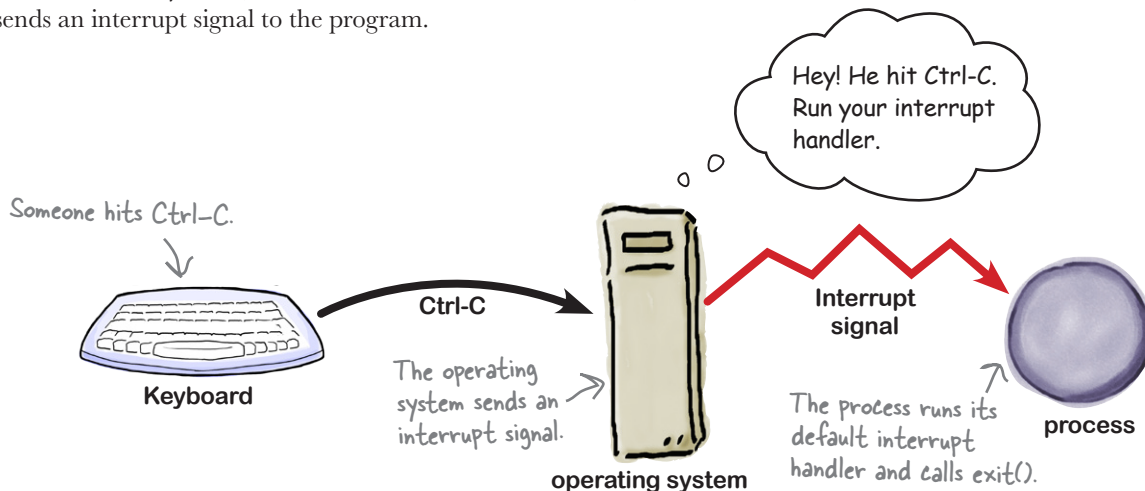 sends an interrupt signal to the program.
Hey! He hit Ctrl-C.
Run your interrupt
handler.
Someone hits Ctrl-C.
Ctrl-C
Keyboard
The operating
system sends an
interrupt signal.
operating system
Interrupt
signal
The process runs its
default interrupt
handler and calls exit().
process